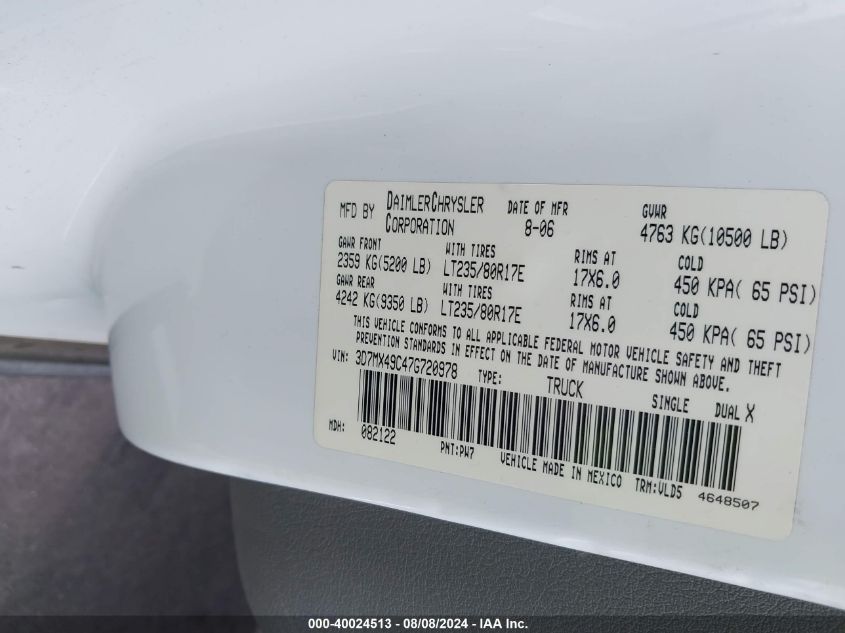 MFD BY DAIMLERCHRYSLER CORPORATION DATE OF MFR 8-06 GVWR 4763 KG(10500 LB)
GAWR FRONT WITH TIRES RIMS AT COLD
2359 KG(5200 LB) LT235/80R17E 17X6.0 450 KPA( 65 PSI)
GAWR REAR WITH TIRES RIMS AT COLD
4242 KG(9350 LB) LT235/80R17E 17X6.0 450 KPA( 65 PSI)
THIS VEHICLE CONFORMS TO ALL APPLICABLE FEDERAL MOTOR VEHICLE SAFETY AND THEFT
PREVENTION STANDARDS IN EFFECT ON THE DATE OF MANUFACTURE SHOWN ABOVE.
VIN: 3D7MX49C47G720978 TYPE: TRUCK SINGLE DUAL X
MDH: 082122 PNT:PW7 VEHICLE MADE IN MEXICO TRM:VLD5 4648507
000-40024513 - 08/08/2024 - IAA Inc.